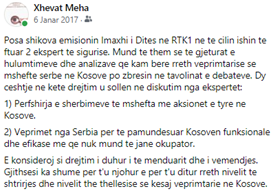 Xhevat Meha
6 Janar 2017 ·
Posa shikova emisionin Imazhi i Dites ne RTK1 ne te cilin ishin te
ftuar 2 ekspert te sigurise. Mund te them se te gjeturat e
hulumtimeve dhe analizave qe kam bere rreth veprimtarise se
mshefte serbe ne Kosove po zbresin ne tavolinat e debateve. Dy
ceshtje ne kete drejtim u sollen ne diskutim nga ekspertet:
1) Perfshirja e sherbimeve te mshefta me aksionet e tyre ne
Kosove.
2) Veprimet nga Serbia per te pamundesuar Kosoven funksionale
dhe efikase me qe nuk mund te jane okupator.
E konsideroj si drejtim i duhur i te menduarit dhe i vemendjes.
Gjithsesi ka shume per t'u njojur e per t'u ditur rreth nivelit te
shtrirjes dhe nivelit the thellesise se kesaj veprimtarie ne Kosove.